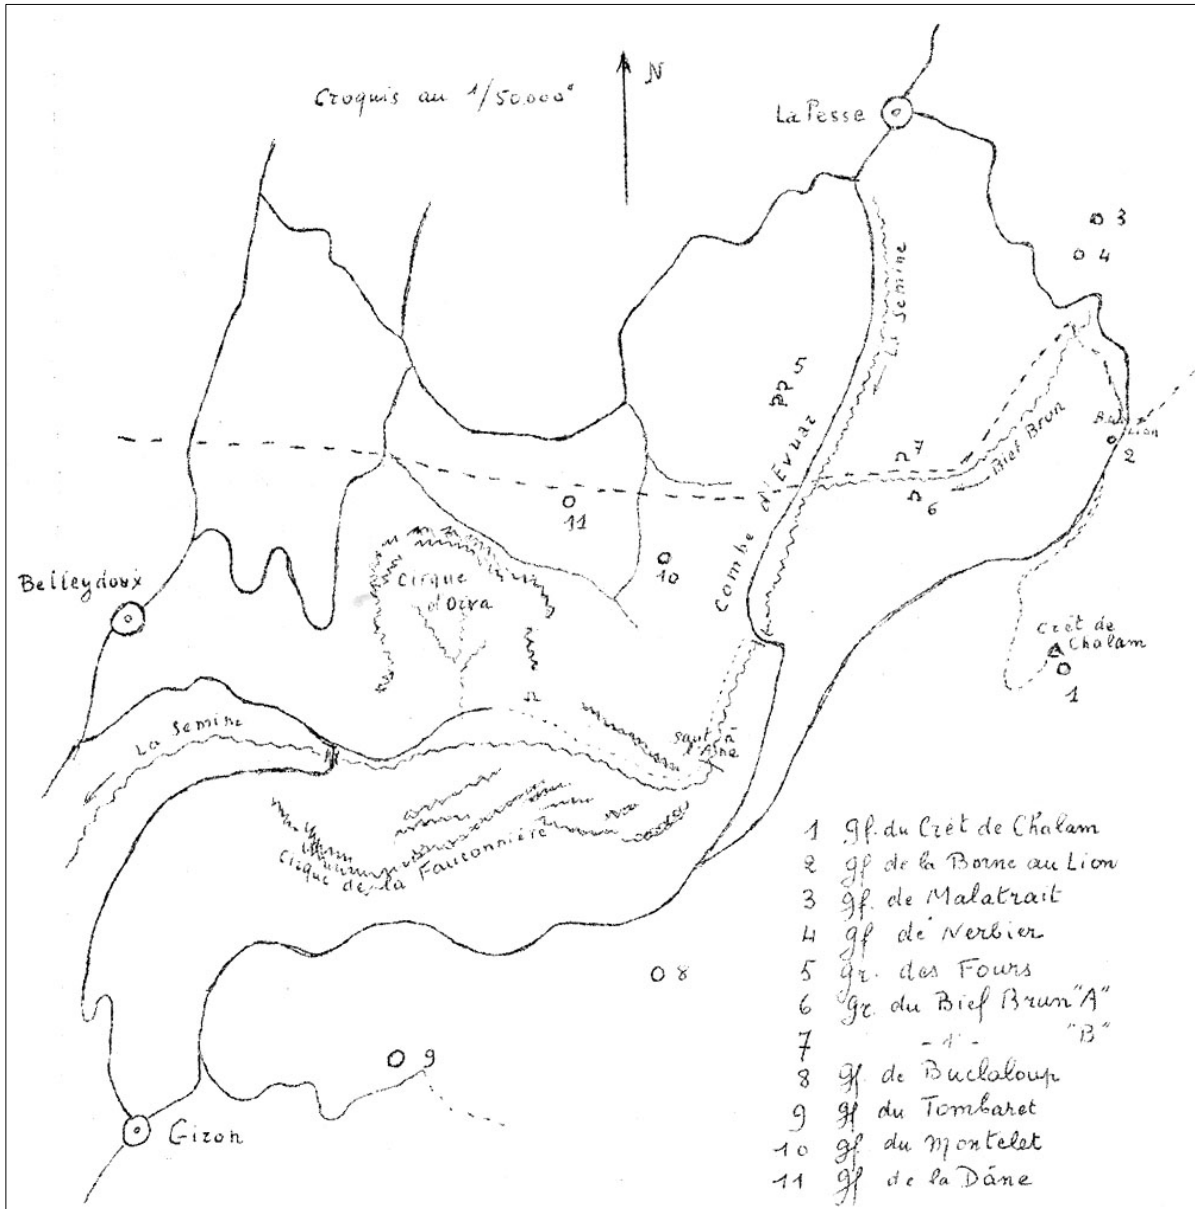 Croquis au 1/50.000e
N
La Pesse
3
4
La Semine
5
7
6
Bief Brun
Lion
2
11
10
Combe d'Evuaz
Belleydoux
Cirque
d'Orva
Crêt de
Chalam
1
La Semine
Saut à
l'Ane
Cirque de la Fauconnière
8
9
Giron
1 gf. du Crêt de Chalam
2 gf de la Borne au Lion
3 gf. de Malatrait
4 gf de Nerbier
5 gr. des Fours
6 gr. du Bief Brun "A"
7 - d° - "B"
8 gf. de Buclaloup
9 gf du Tombaret
10 gf du Montelet
11 gf de la Dâne